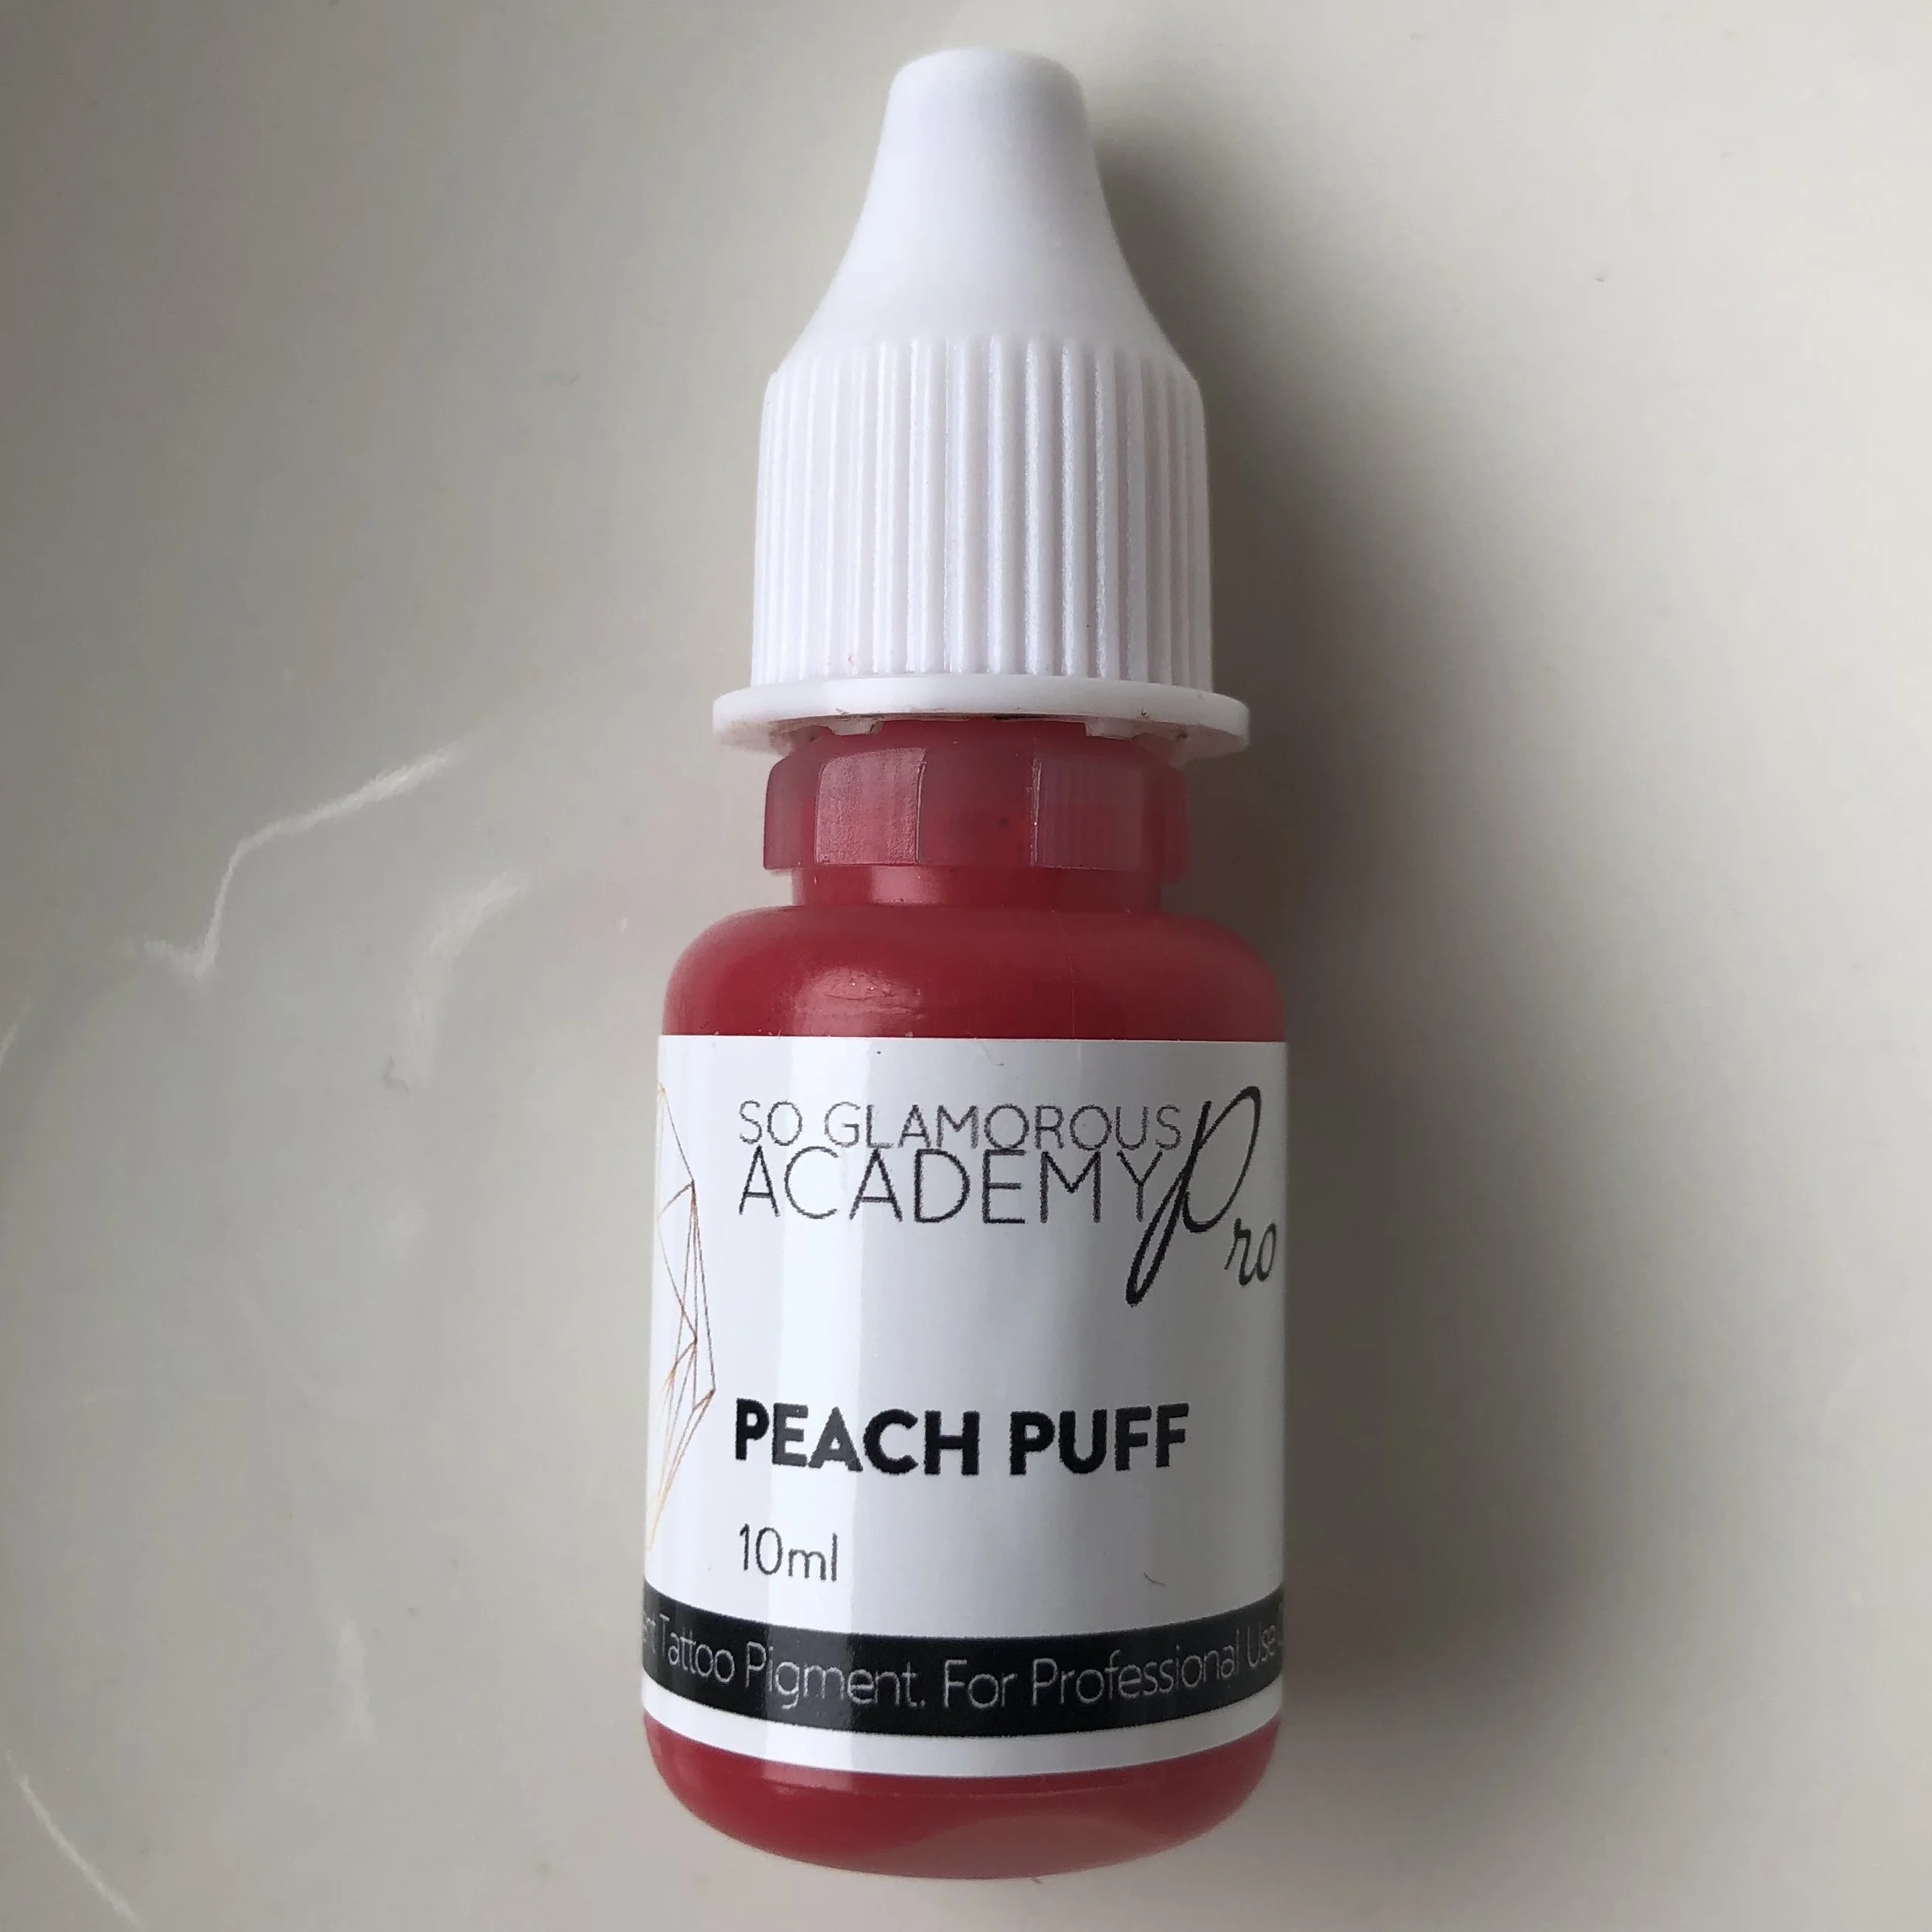 SO GLAMOROUS
ACADEMY Pro
PEACH PUFF
10ml
Tattoo Pigment. For Professional Use